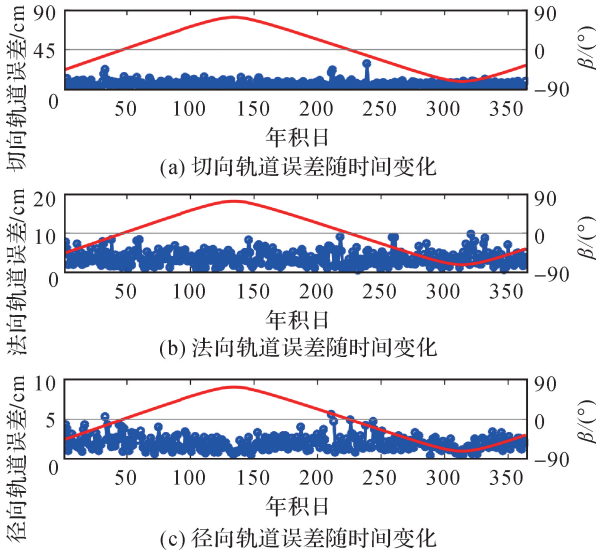 90 90
切向轨道误差/cm 45 0 β/(°)
0 -90
50 100 150 200 250 300 350
年积日
(a) 切向轨道误差随时间变化
20 90
法向轨道误差/cm 10 0 β/(°)
0 -90
50 100 150 200 250 300 350
年积日
(b) 法向轨道误差随时间变化
10 90
径向轨道误差/cm 5 0 β/(°)
0 -90
50 100 150 200 250 300 350
年积日
(c) 径向轨道误差随时间变化